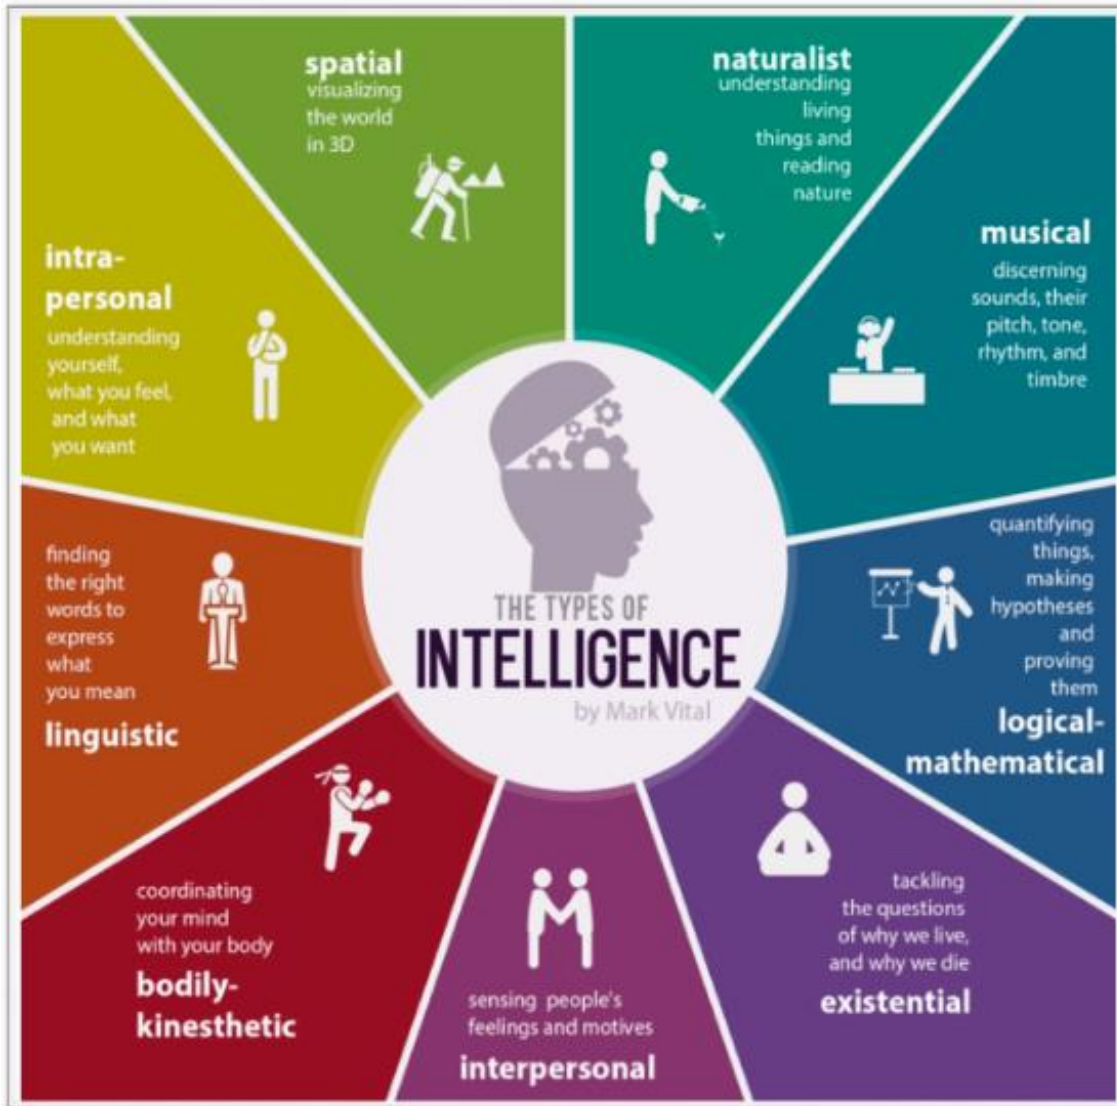 spatial
visualizing
the world
in 3D
naturalist
understanding
living
things and
reading
nature
musical
discerning
sounds, their
pitch, tone,
rhythm, and
timbre
quantifying
things,
making
hypotheses
and
proving
them
logical-
mathematical
tackling
the questions
of why we live,
and why we die
existential
sensing people's
feelings and motives
interpersonal
coordinating
your mind
with your body
bodily-
kinesthetic
finding
the right
words to
express
what
you mean
linguistic
intra-
personal
understanding
yourself,
what you feel,
and what
you want
THE TYPES OF
INTELLIGENCE
by Mark Vital